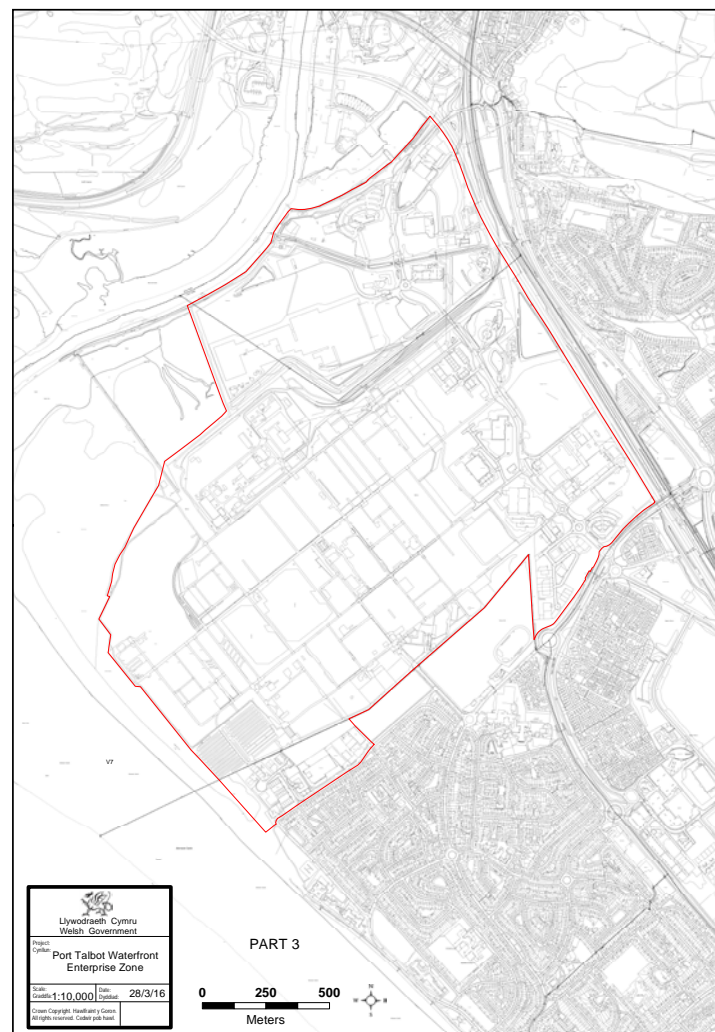 V7
PART 3
Llywodraeth Cymru
Welsh Government
Project:
Cynllun:
Port Talbot Waterfront
Enterprise Zone
Scale:
Graddfa:
1:10,000
Date:
Dyddiad:
28/3/16
Crown Copyright. Hawlfraint y Goron.
All rights reserved. Cedwir pob hawl.
0 250 500
Meters
N
W E
S